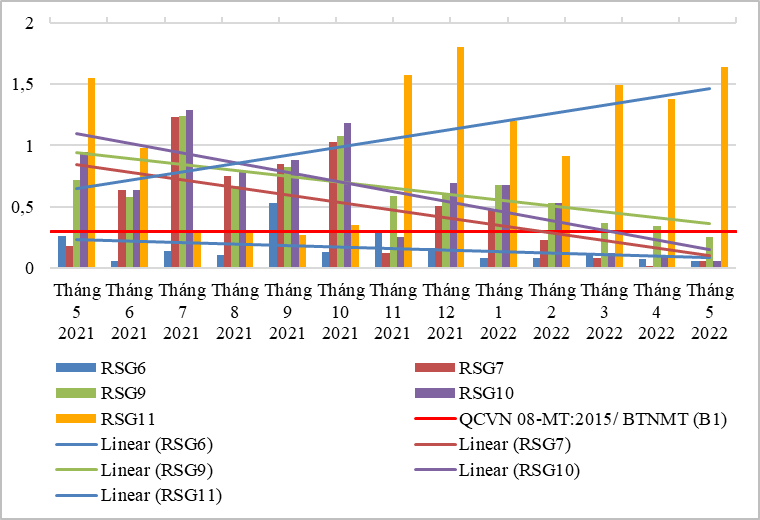 2
1.5
1
0.5
0
Tháng Tháng Tháng Tháng Tháng Tháng Tháng Tháng Tháng Tháng Tháng Tháng Tháng
5 6 7 8 9 10 11 12 1 2 3 4 5
2021 2021 2021 2021 2021 2021 2021 2021 2022 2022 2022 2022 2022
RSG6 RSG7
RSG9 RSG10
RSG11 QCVN 08-MT:2015/ BTNMT (B1)
Linear (RSG6) Linear (RSG7)
Linear (RSG9) Linear (RSG10)
Linear (RSG11)